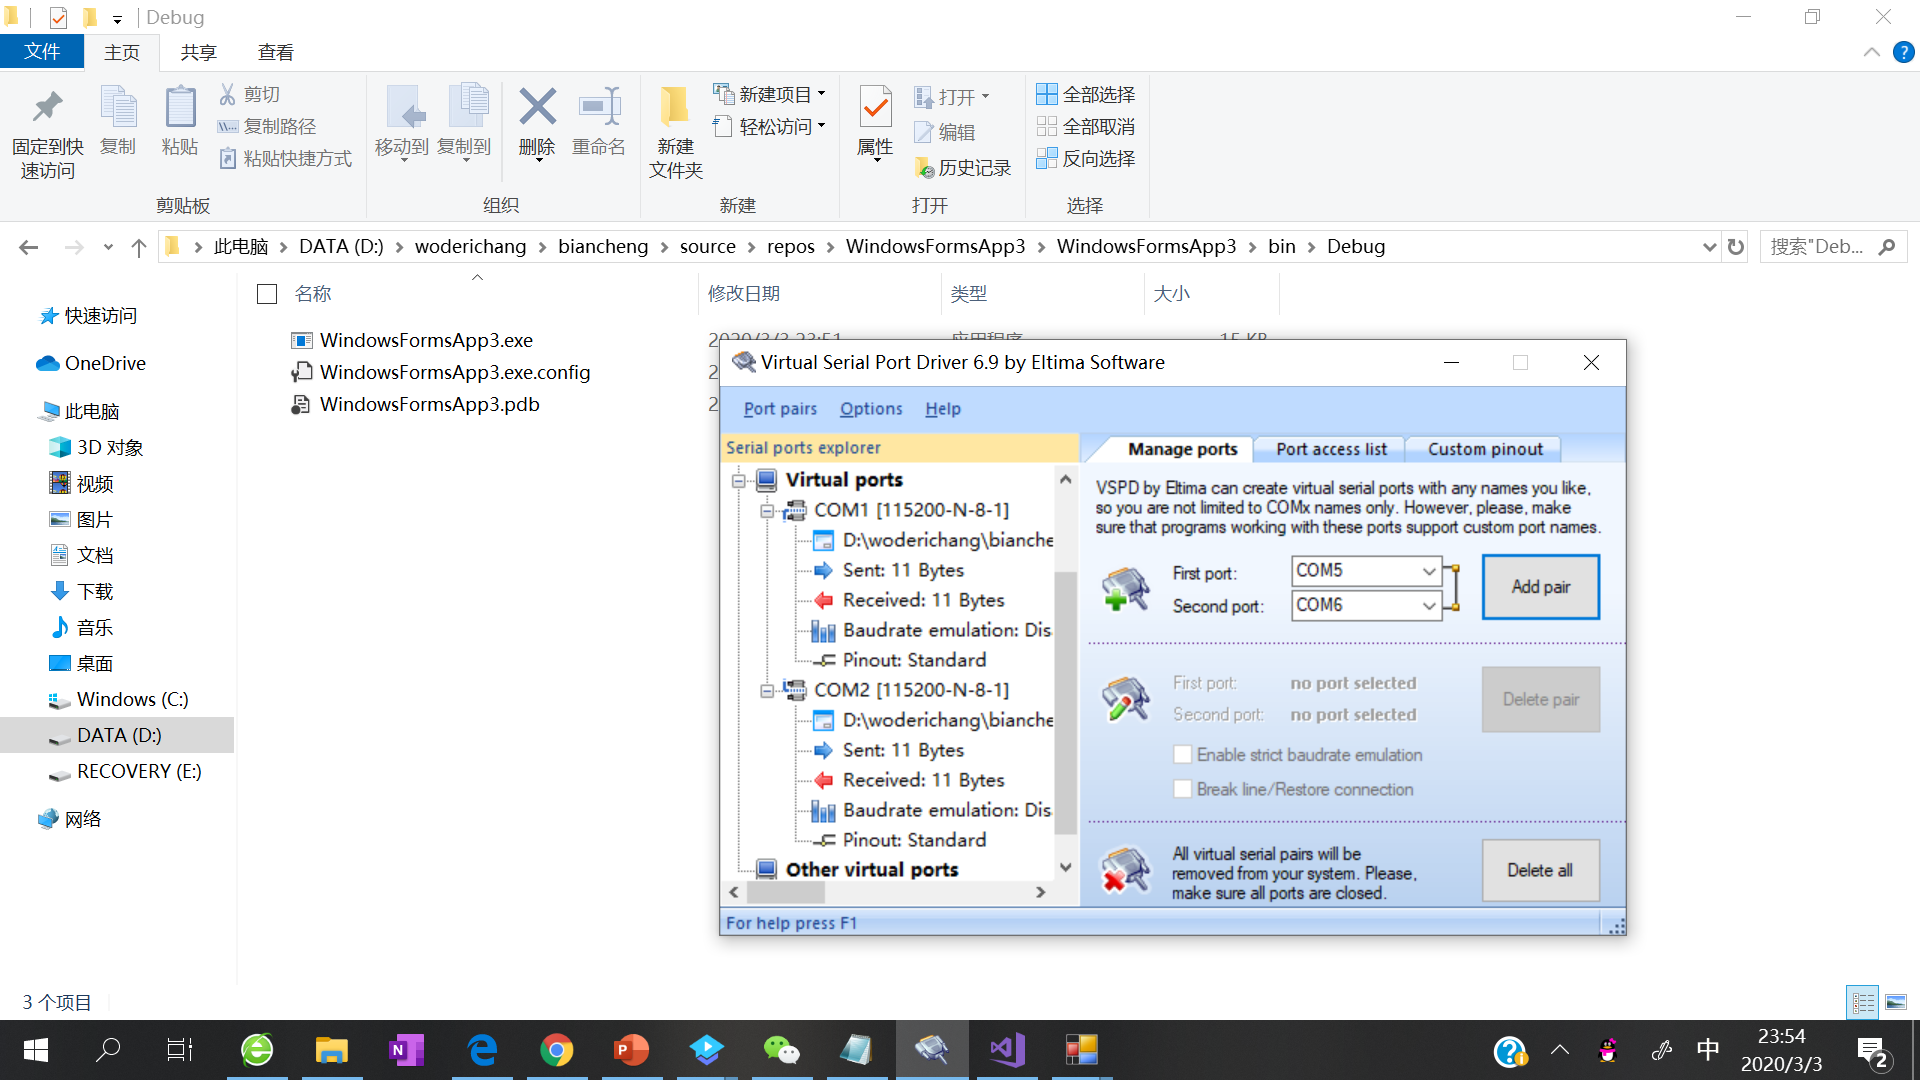 Debug
文件
主页
共享
查看
固定到快
速访问
复制
粘贴
剪切
复制路径
粘贴快捷方式
剪贴板
移动到
复制到
删除
重命名
组织
新建
文件夹
新建项目
轻松访问
新建
属性
打开
编辑
历史记录
打开
全部选择
全部取消
反向选择
选择
此电脑 > DATA (D:) > woderichang > biancheng > source > repos > WindowsFormsApp3 > WindowsFormsApp3 > bin > Debug
搜索"Deb...
名称
修改日期
类型
大小
快速访问
OneDrive
此电脑
3D 对象
视频
图片
文档
下载
音乐
桌面
Windows (C:)
DATA (D:)
RECOVERY (E:)
网络
WindowsFormsApp3.exe
2020/3/3 23:51
应用程序
15 KB
WindowsFormsApp3.exe.config
2
WindowsFormsApp3.pdb
2
Virtual Serial Port Driver 6.9 by Eltima Software
Port pairs
Options
Help
Serial ports explorer
Virtual ports
COM1 [115200-N-8-1]
D:\woderichang\bianche
Sent: 11 Bytes
Received: 11 Bytes
Baudrate emulation: Dis
Pinout: Standard
COM2 [115200-N-8-1]
D:\woderichang\bianche
Sent: 11 Bytes
Received: 11 Bytes
Baudrate emulation: Dis
Pinout: Standard
Other virtual ports
Manage ports
Port access list
Custom pinout
VSPD by Eltima can create virtual serial ports with any names you like,
so you are not limited to COMx names only. However, please, make
sure that programs working with these ports support custom port names.
First port:
COM5
Second port:
COM6
Add pair
First port:
no port selected
Second port:
no port selected
Delete pair
Enable strict baudrate emulation
Break line/Restore connection
All virtual serial pairs will be
removed from your system. Please,
make sure all ports are closed.
Delete all
For help press F1
3 个项目
中
23:54
2020/3/3
2